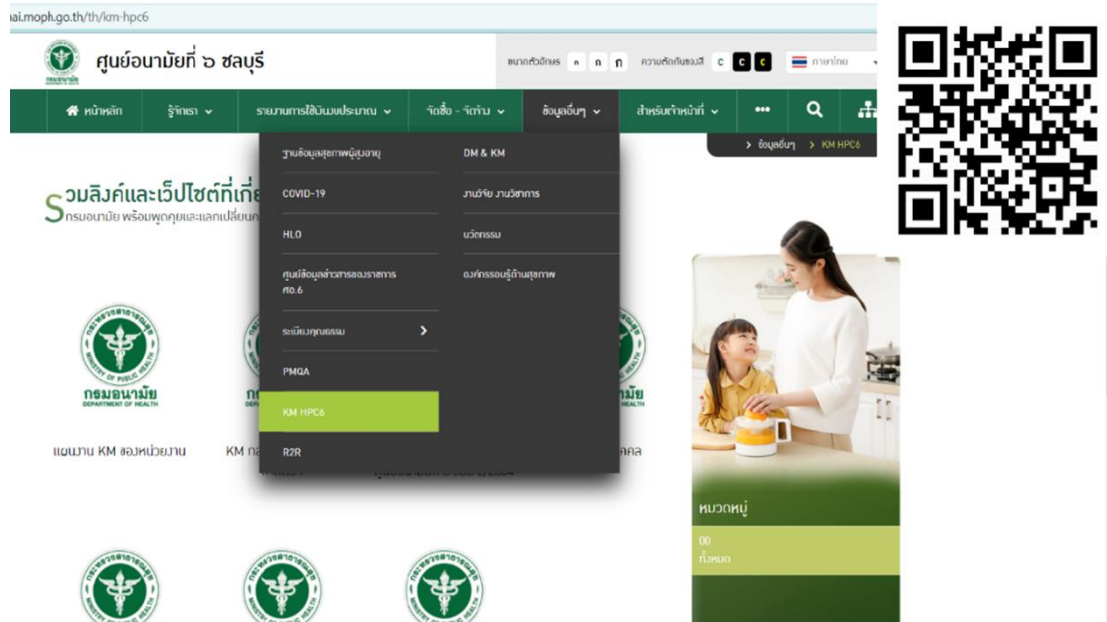 ai.moph.go.th/th/km-hpc6
ศูนย์อนามัยที่ ๖ ชลบุรี
ขนาดตัวอักษร ก ก ก ความตัดกันของสี C C C ภาษาไทย
หน้าหลัก รู้จักเรา รายงานการใช้เงินงบประมาณ จัดซื้อ - จัดจ้าง ข้อมูลอื่นๆ สำหรับเจ้าหน้าที่
ข้อมูลอื่นๆ > KM HPC6
รวมลิงค์และเว็ปไซต์ที่เกี่
กรมอนามัย พร้อมพูดคุยและแลกเปลี่ยน
ฐานข้อมูลสุขภาพผู้สูงอายุ DM & KM
COVID-19 งานวิจัย งานวิชาการ
HLO นวัตกรรม
ศูนย์ข้อมูลข่าวสารของราชการ องค์กรรอบรู้ด้านสุขภาพ
ศอ.6
ระเบียงคุณธรรม
PMQA
KM HPC6
R2R
กรมอนามัย
DEPARTMENT OF HEALTH
แผนงาน KM ของหน่วยงาน
หมวดหมู่
00
ทั้งหมด